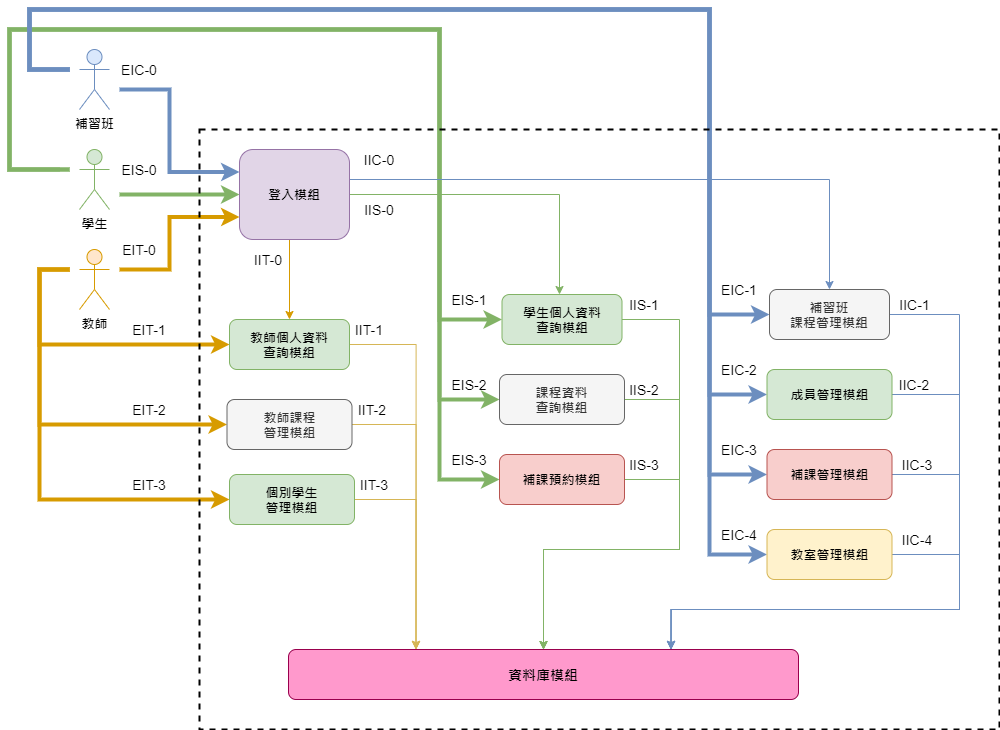 EIC-0
補習班
EIS-0
學生
EIT-0
教師
登入模組
IIC-0
IIS-0
IIT-0
EIT-1
教師個人資料
查詢模組
IIT-1
EIT-2
教師課程
管理模組
IIT-2
EIT-3
個別學生
管理模組
IIT-3
EIS-1
學生個人資料
查詢模組
IIS-1
EIS-2
課程資料
查詢模組
IIS-2
EIS-3
補課預約模組
IIS-3
EIC-1
補習班
課程管理模組
IIC-1
EIC-2
成員管理模組
IIC-2
EIC-3
補課管理模組
IIC-3
EIC-4
教室管理模組
IIC-4
資料庫模組